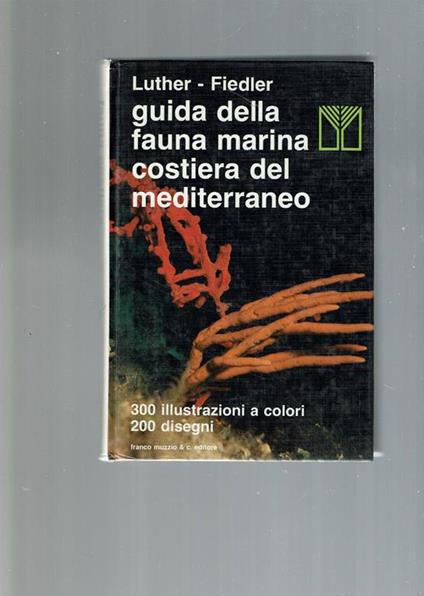 Luther - Fiedler
guida della
fauna marina
costiera del
mediterraneo
300 illustrazioni a colori
200 disegni
franco muzzio & c. editore